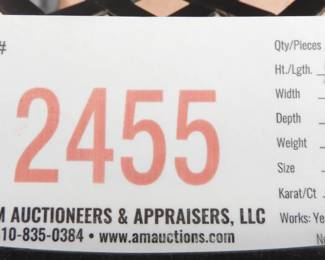 #
2455
M AUCTIONEERS & APPRAISERS, LLC
10-835-0384 • www.amauctions.com
Qty/Pieces
Ht./Lgth.
Width
Depth
Weight
Size
Karat/Ct
Works: Ye